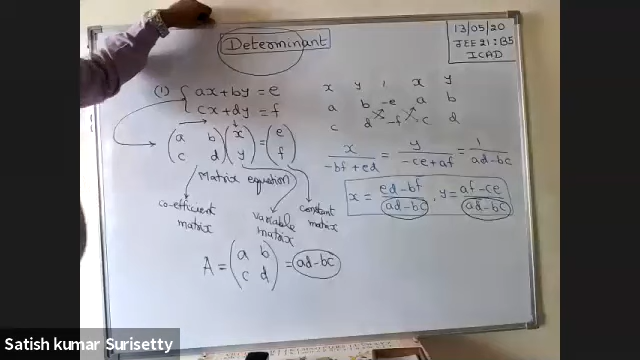 Determinant
13/05/20
JEE21:B5
ICAD
(1) ax+by=e
cx+dy=f
(a b) (x) = (e)
(c d) (y) (f)
Matrix equation
co-efficient matrix
variable matrix
constant matrix
A = (a b) = ad-bc
(c d)
x y 1 x y
a b -e a b
c d -f c d
x/(-bf+ed) = y/(-ce+af) = 1/(ad-bc)
x = (ed-bf)/(ad-bc), y = (af-ce)/(ad-bc)
Satish kumar Surisetty